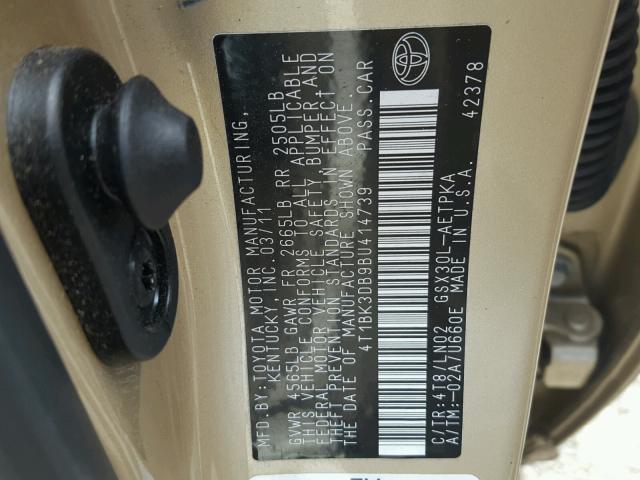 MFD.BY:TOYOTA MOTOR MANUFACTURING,
KENTUCKY, INC. 03/11
GVWR 4565LB GAWR FR 2665LB RR 2505LB
THIS VEHICLE CONFORMS TO ALL APPLICABLE
FEDERAL MOTOR VEHICLE SAFETY, BUMPER, AND
THEFT PREVENTION STANDARDS IN EFFECT ON
THE DATE OF MANUFACTURE SHOWN ABOVE.
4T1BK3DB9BU414739 PASS.CAR
C/TR:4T8/LN02 GSX30L-AETPKA
A/TM:-02A/U660E MADE IN U.S.A.
42378